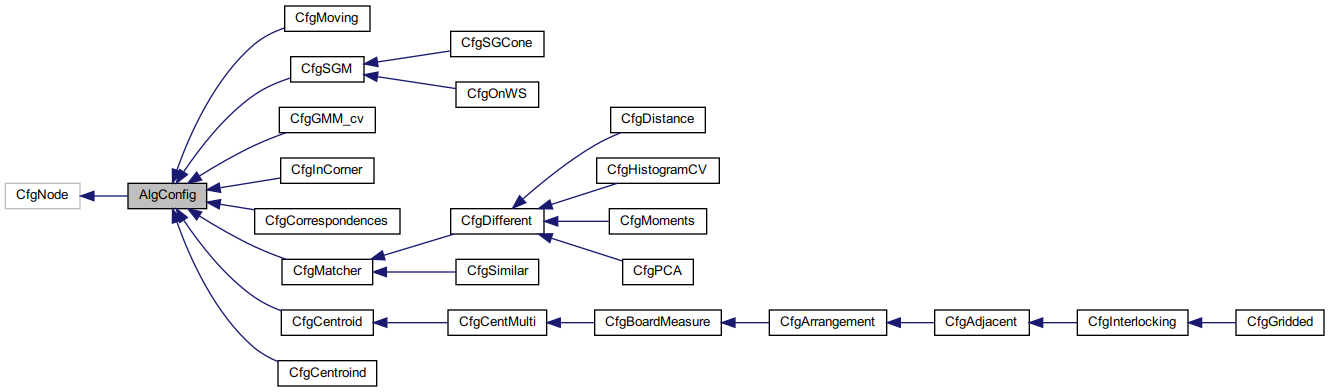 CfgMoving
CfgSGCone
CfgSGM
CfgOnWS
CfgGMM_cv
CfgDistance
CfgInCorner
CfgHistogramCV
CfgNode
AlgConfig
CfgCorrespondences
CfgDifferent
CfgMoments
CfgMatcher
CfgSimilar
CfgPCA
CfgCentroid
CfgCentMulti
CfgBoardMeasure
CfgArrangement
CfgAdjacent
CfgInterlocking
CfgGridded
CfgCentroind